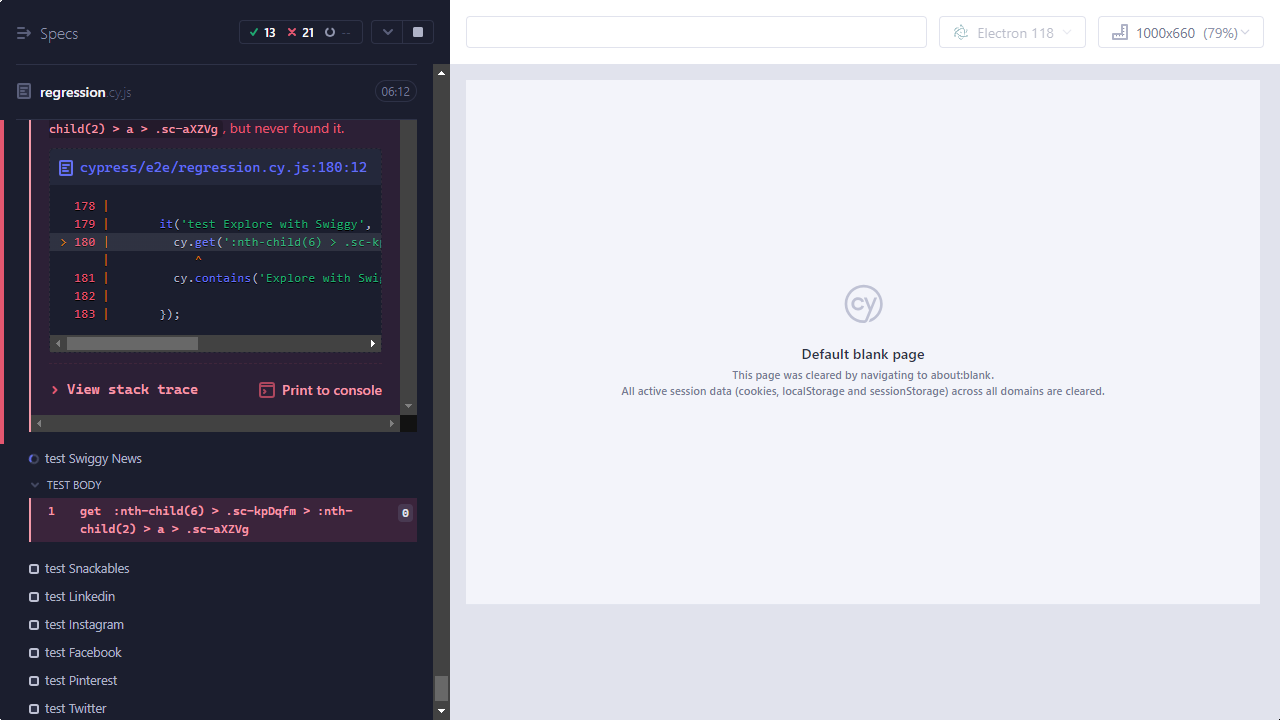 Specs
13
21
--
Electron 118
1000x660 (79%)
regression.cy.js
06:12
child(2) > a > .sc-aXZVg , but never found it.
cypress/e2e/regression.cy.js:180:12
178 |
179 | it('test Explore with Swiggy',
> 180 | cy.get(':nth-child(6) > .sc-kp
| ^
181 | cy.contains('Explore with Swig
182 |
183 | });
View stack trace
Print to console
test Swiggy News
TEST BODY
1 get :nth-child(6) > .sc-kpDqfm > :nth-
child(2) > a > .sc-aXZVg
0
test Snackables
test Linkedin
test Instagram
test Facebook
test Pinterest
test Twitter
cy
Default blank page
This page was cleared by navigating to about:blank.
All active session data (cookies, localStorage and sessionStorage) across all domains are cleared.